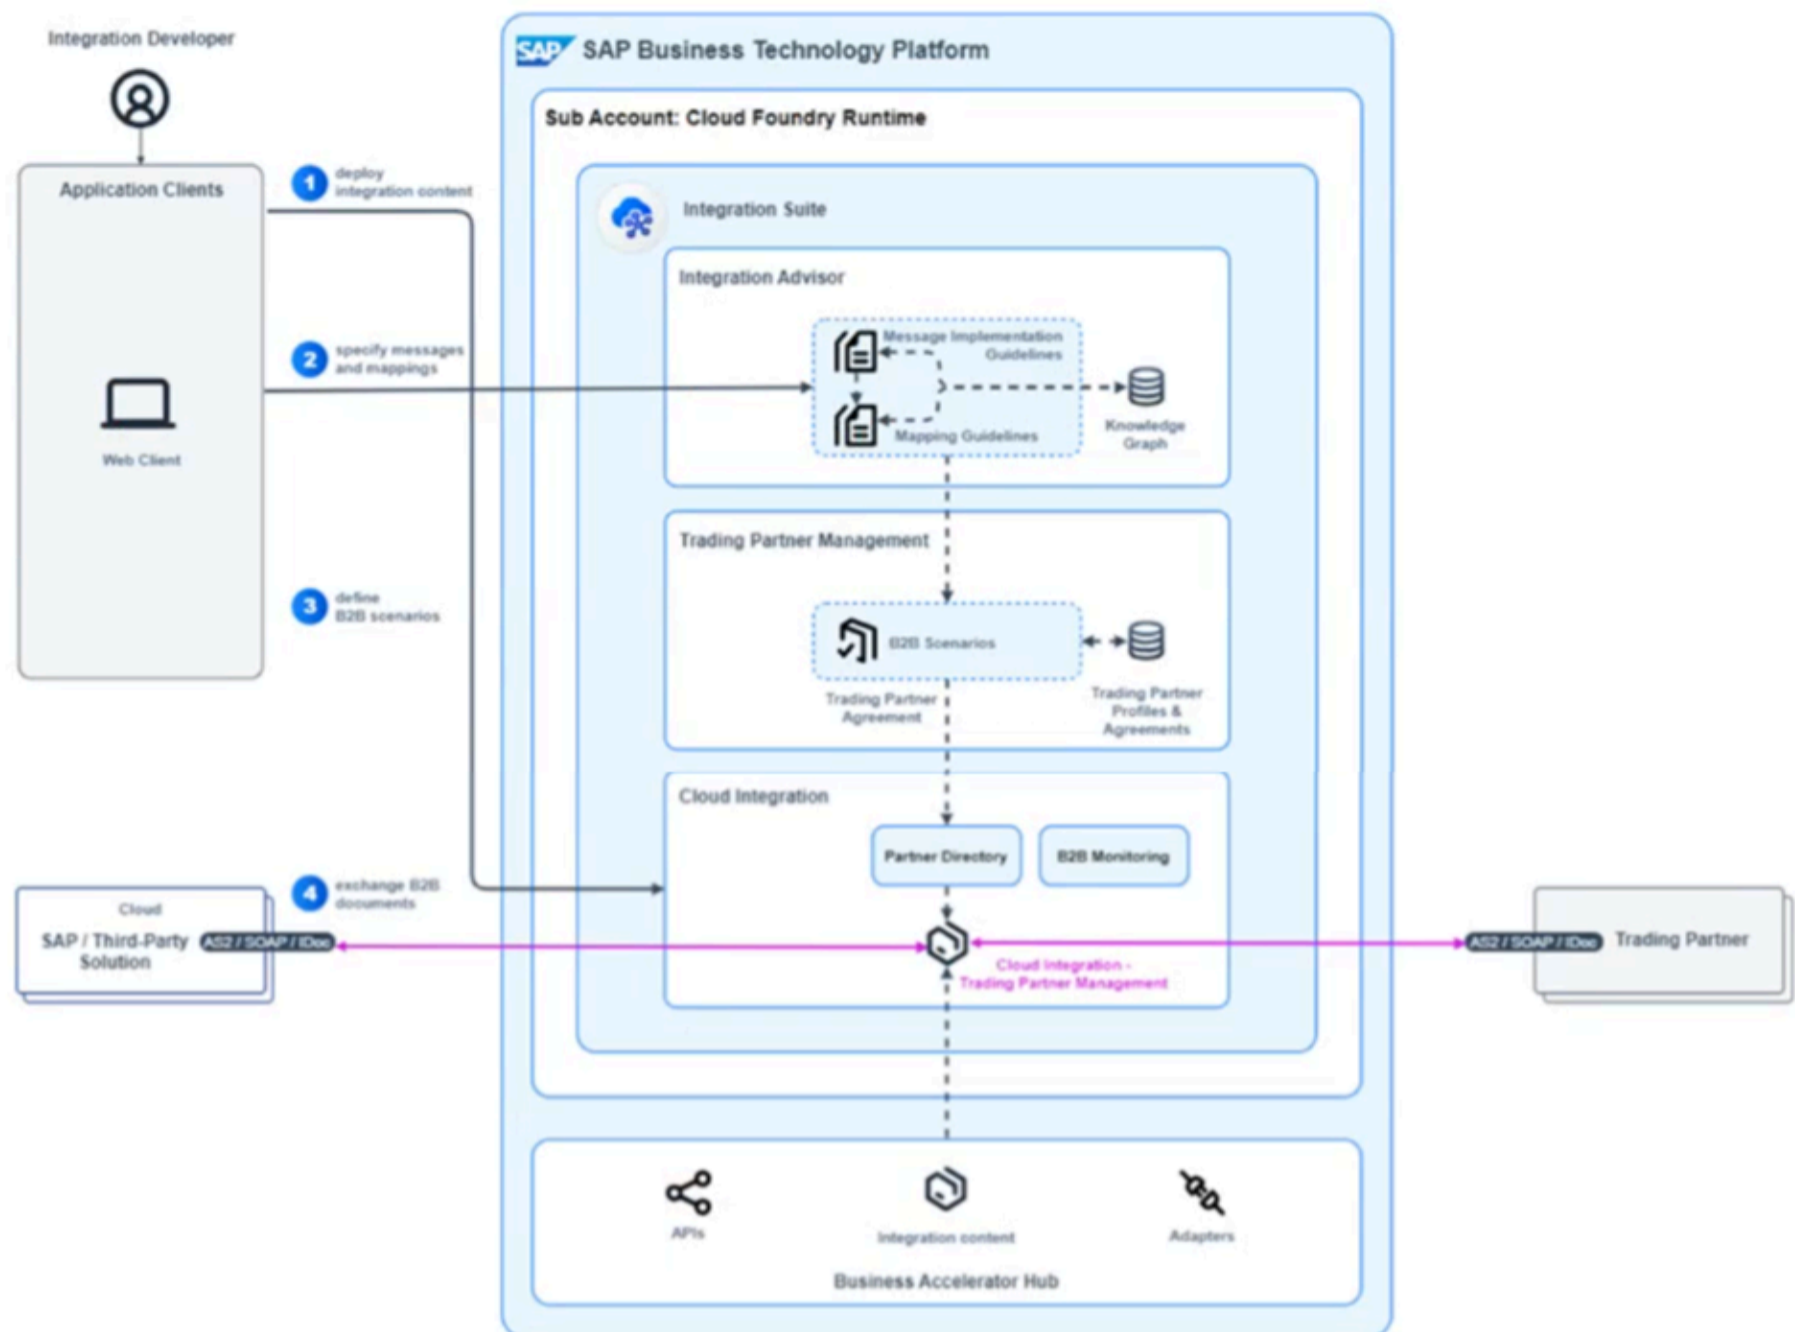 Integration Developer
Application Clients
Web Client
1
deploy
integration content
2
specify messages
and mappings
3
define
B2B scenarios
4
exchange B2B
documents
Cloud
SAP / Third-Party
Solution
AS2 / SOAP / IDoc
SAP
SAP Business Technology Platform
Sub Account: Cloud Foundry Runtime
Integration Suite
Integration Advisor
Message Implementation
Guidelines
Mapping Guidelines
Knowledge
Graph
Trading Partner Management
B2B Scenarios
Trading Partner
Agreement
Trading Partner
Profiles &
Agreements
Cloud Integration
Partner Directory
B2B Monitoring
Cloud Integration -
Trading Partner Management
AS2 / SOAP / IDoc
Trading Partner
APIs
Integration content
Adapters
Business Accelerator Hub